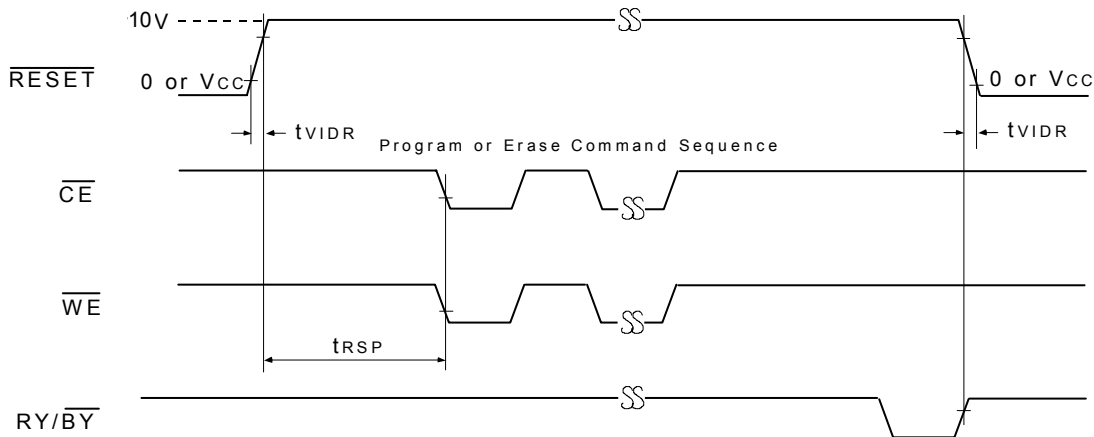 10V
RESET 0 or VCC 0 or VCC
tVIDR tVIDR
Program or Erase Command Sequence
CE
WE
tRSP
RY/BY